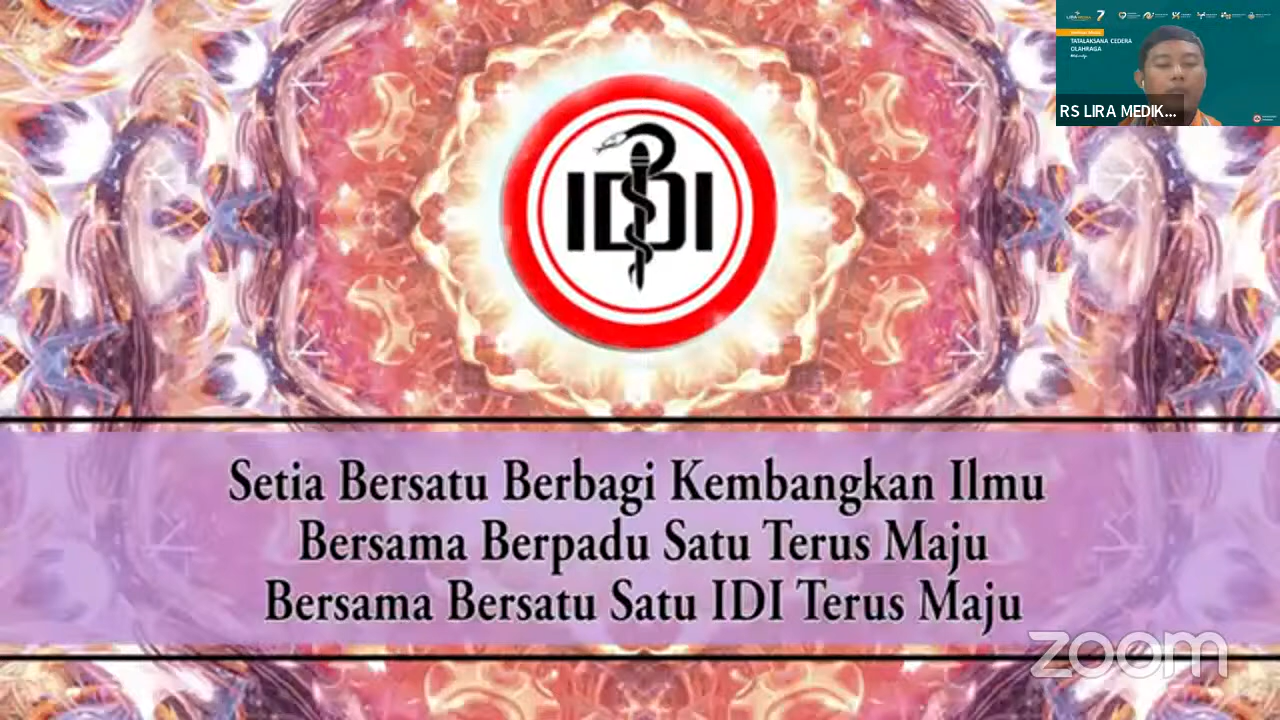 IDI
Setia Bersatu Berbagi Kembangkan Ilmu
Bersama Berpadu Satu Terus Maju
Bersama Bersatu Satu IDI Terus Maju
TATALAKSANA CEDERA
OLAHRAGA
RS LIRA MEDIK...
zoom